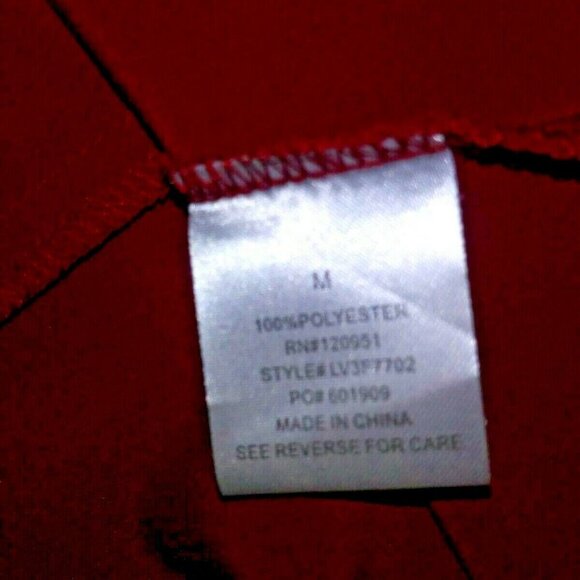 M
100%POLYESTER
RN#120951
STYLE# LV3F7702
PO# 601909
MADE IN CHINA
SEE REVERSE FOR CARE